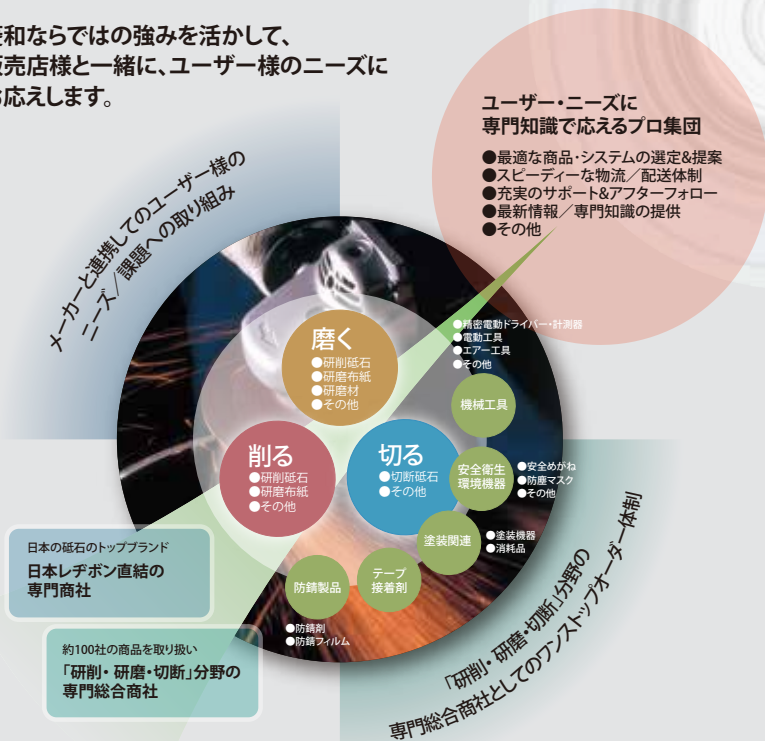 和ならではの強みを活かして、
売店様と一緒に、ユーザー様のニーズに
応えします。
ユーザー・ニーズに
専門知識で応えるプロ集団
●最適な商品・システムの選定&提案
●スピーディーな物流／配送体制
●充実のサポート&アフターフォロー
●最新情報／専門知識の提供
●その他
メーカーと連携してのユーザー様の
ニーズ／課題への取り組み
磨く
●研削砥石
●研磨布紙
●研磨材
●その他
●精密電動ドライバー・計測器
●電動工具
●エアー工具
●その他
機械工具
削る
●研削砥石
●研磨布紙
●その他
切る
●切断砥石
●その他
安全衛生
環境機器
●安全めがね
●防塵マスク
●その他
塗装関連
●塗装機器
●消耗品
テープ
接着剤
防錆製品
●防錆剤
●防錆フィルム
日本の砥石のトップブランド
日本レヂボン直結の
専門商社
約100社の商品を取り扱い
「研削・研磨・切断」分野の
専門総合商社
「研削・研磨・切断」分野の
専門総合商社としてのワンストップオーダー体制